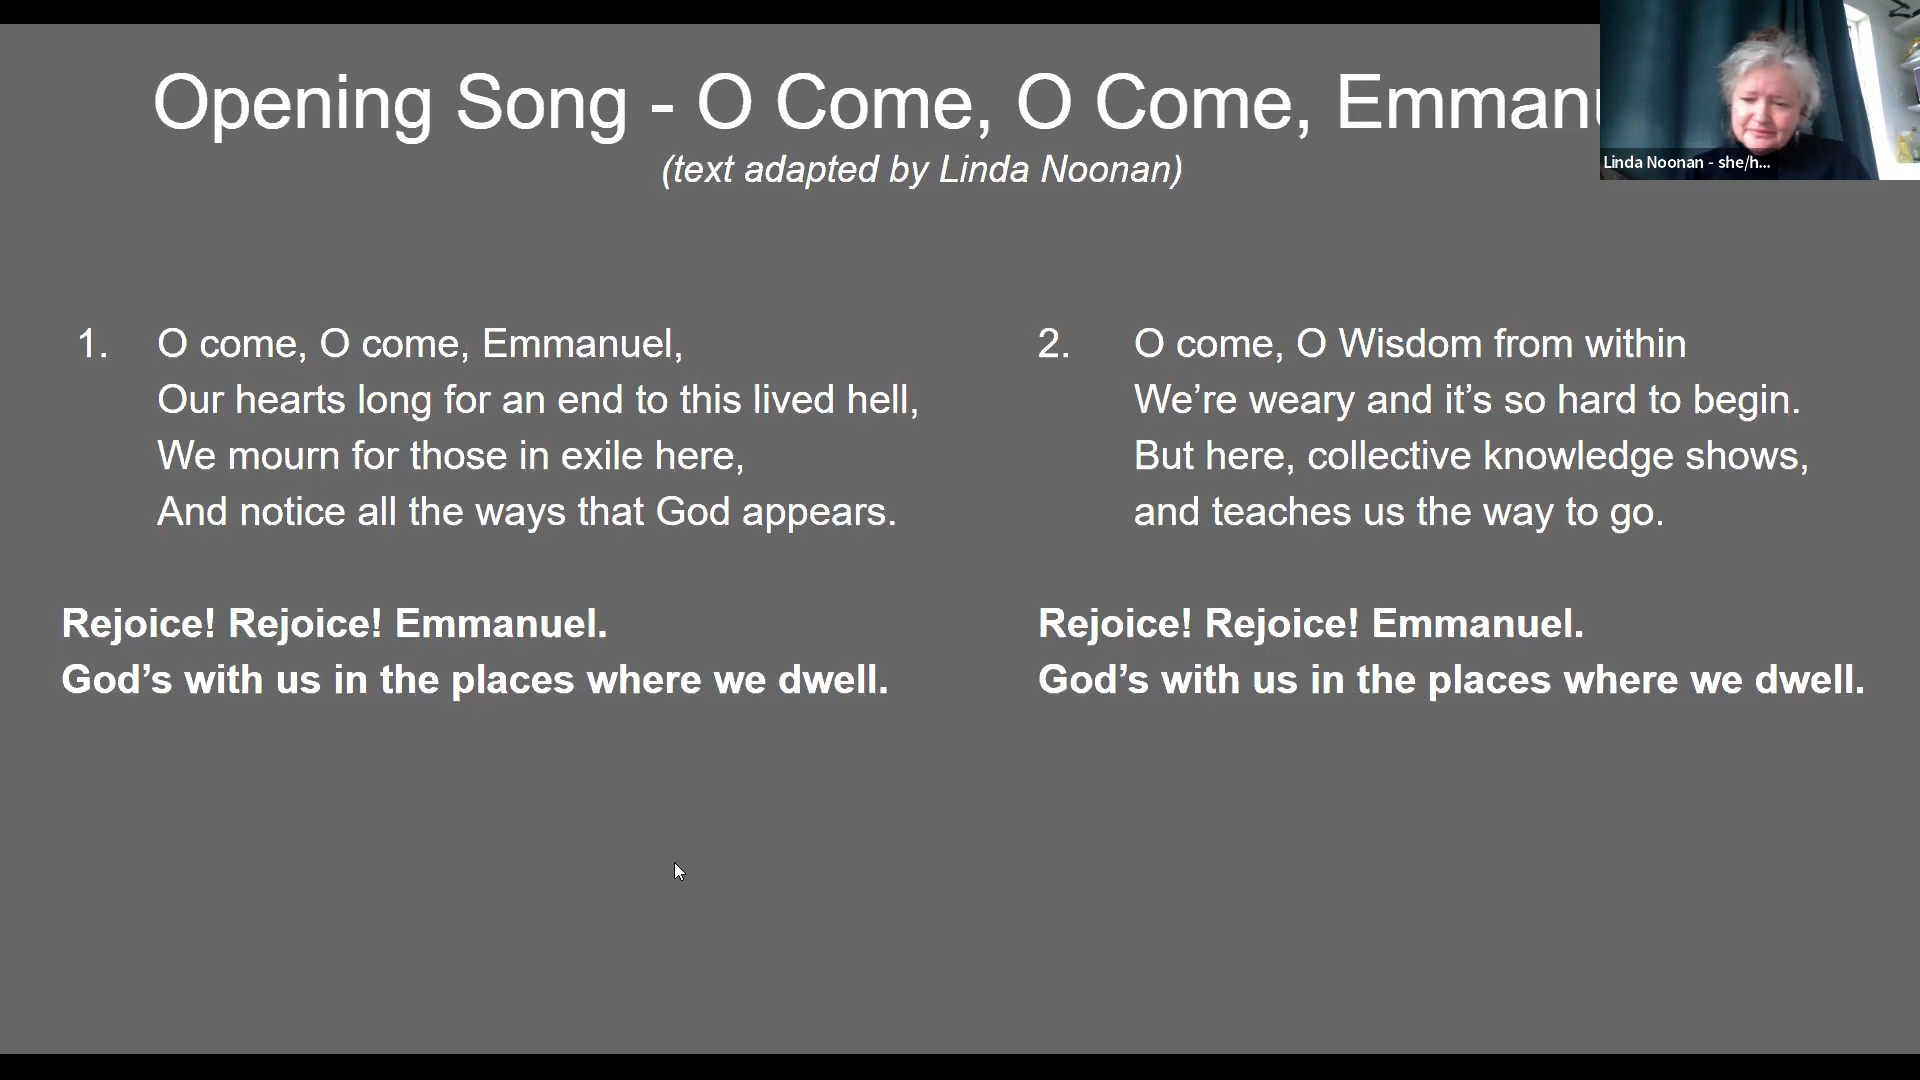 Opening Song - O Come, O Come, Emman
(text adapted by Linda Noonan)
Linda Noonan - she/h...
1. O come, O come, Emmanuel,
Our hearts long for an end to this lived hell,
We mourn for those in exile here,
And notice all the ways that God appears.
Rejoice! Rejoice! Emmanuel.
God’s with us in the places where we dwell.
2. O come, O Wisdom from within
We’re weary and it’s so hard to begin.
But here, collective knowledge shows,
and teaches us the way to go.
Rejoice! Rejoice! Emmanuel.
God’s with us in the places where we dwell.